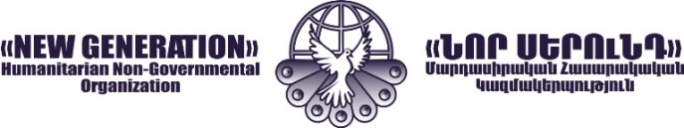 «NEW GENERATION»
Humanitarian Non-Governmental
Organization
«ՆՈՐ ՍԵՐՈՒՆԴ»
Մարդասիրական Հասարակական
Կազմակերպություն